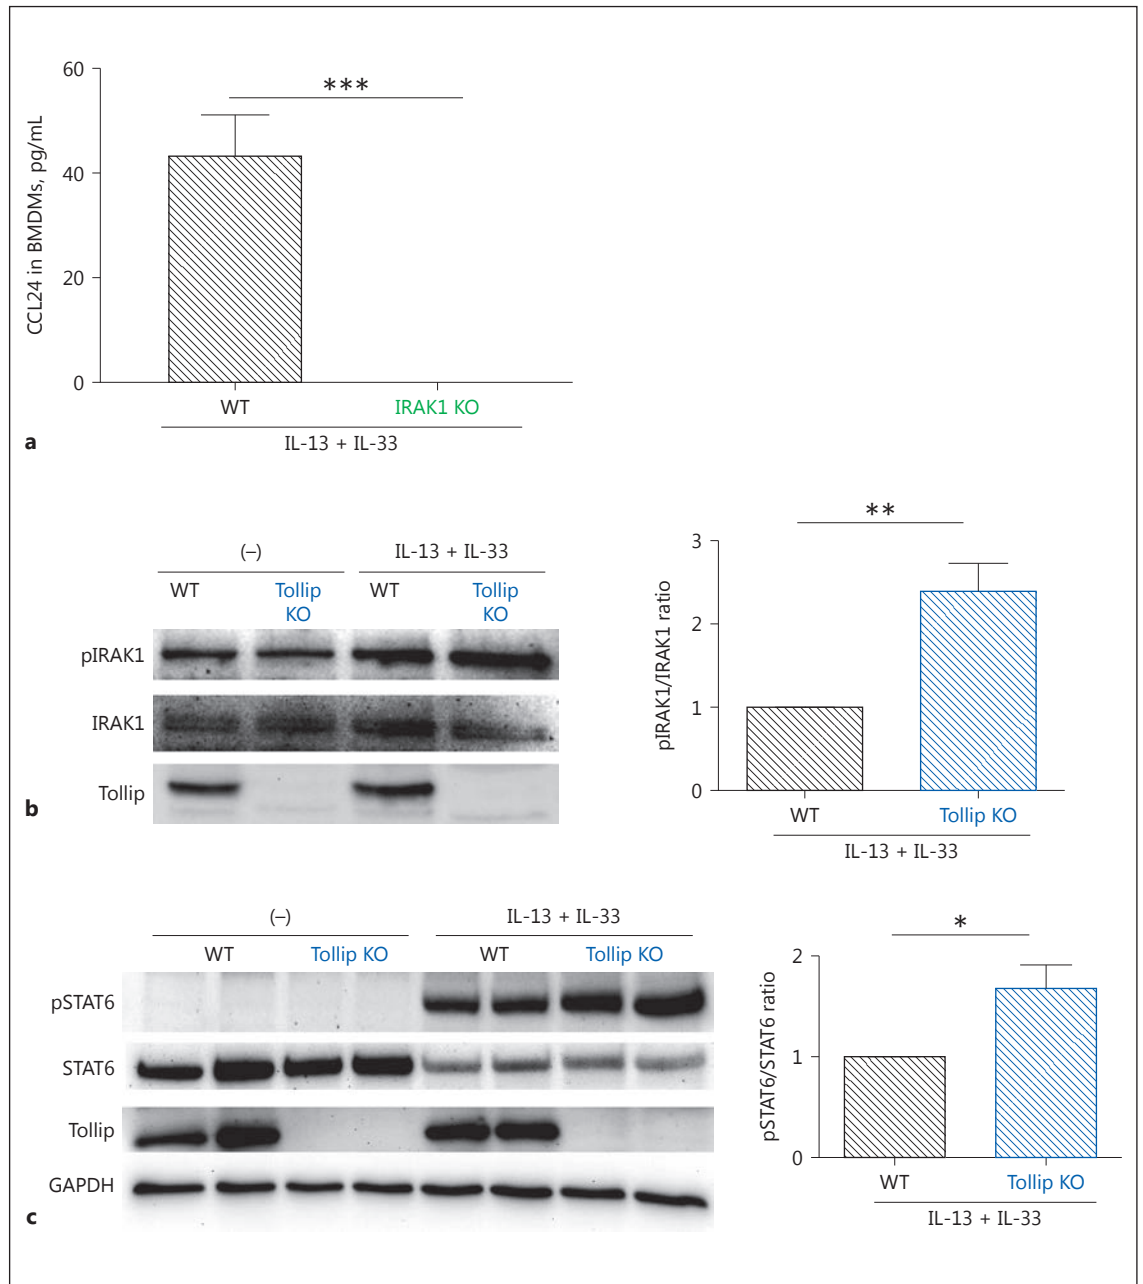 60
***
CCL24 in BMDMs, pg/mL
40
20
0
WT IRAK1 KO
IL-13 + IL-33
a
(–) IL-13 + IL-33
WT Tollip KO WT Tollip KO
pIRAK1
IRAK1
Tollip
b
**
3
pIRAK1/IRAK1 ratio
2
1
0
WT Tollip KO
IL-13 + IL-33
(–) IL-13 + IL-33
WT Tollip KO WT Tollip KO
pSTAT6
STAT6
Tollip
GAPDH
c
*
2
pSTAT6/STAT6 ratio
1
0
WT Tollip KO
IL-13 + IL-33